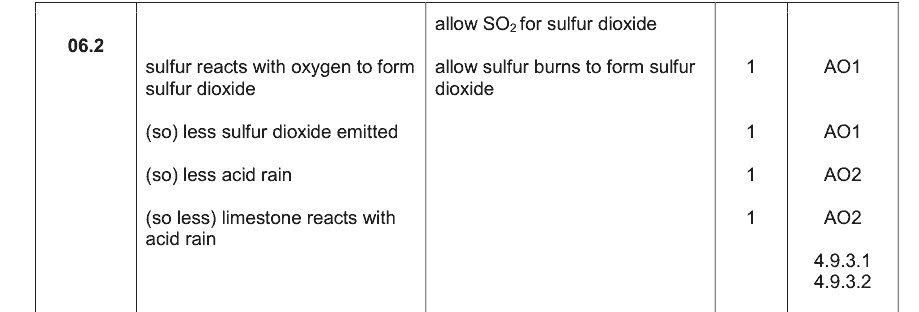 allow SO₂ for sulfur dioxide
06.2
sulfur reacts with oxygen to form
sulfur dioxide
allow sulfur burns to form sulfur
dioxide
1
AO1
(so) less sulfur dioxide emitted
1
AO1
(so) less acid rain
1
AO2
(so less) limestone reacts with
acid rain
1
AO2
4.9.3.1
4.9.3.2